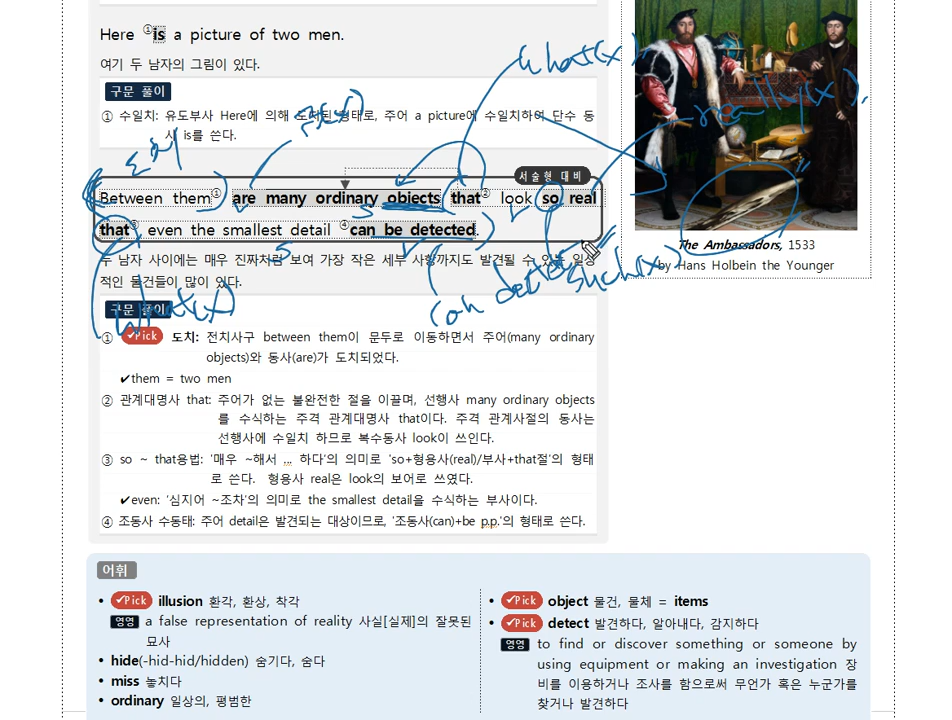 Here ①is a picture of two men.
여기 두 남자의 그림이 있다.
구문 풀이
① 수일치: 유도부사 Here에 의해 도치된 형태로, 주어 a picture에 수일치하여 단수 동
사 is를 쓴다.
what(x)
really(x).
서술형 대비
Between them① are many ordinary objects that② look so real
that③, even the smallest detail ④can be detected.
S
S
such(x)
what(x)
두 남자 사이에는 매우 진짜처럼 보여 가장 작은 세부 사항까지도 발견될 수 있는 일상
적인 물건들이 많이 있다.
구문 풀이
① ✔Pick 도치: 전치사구 between them이 문두로 이동하면서 주어(many ordinary
objects)와 동사(are)가 도치되었다.
✔them = two men
② 관계대명사 that: 주어가 없는 불완전한 절을 이끌며, 선행사 many ordinary objects
를 수식하는 주격 관계대명사 that이다. 주격 관계사절의 동사는
선행사에 수일치 하므로 복수동사 look이 쓰인다.
③ so ~ that용법: '매우 ~해서 ... 하다'의 의미로 'so+형용사(real)/부사+that절'의 형태
로 쓴다. 형용사 real은 look의 보어로 쓰였다.
✔even: '심지어 ~조차'의 의미로 the smallest detail을 수식하는 부사이다.
④ 조동사 수동태: 주어 detail은 발견되는 대상이므로, '조동사(can)+be p.p.'의 형태로 쓴다.
The Ambassadors, 1533
by Hans Holbein the Younger
어휘
• ✔Pick illusion 환각, 환상, 착각
영영 a false representation of reality 사실[실제]의 잘못된
묘사
• hide(-hid-hid/hidden) 숨기다, 숨다
• miss 놓치다
• ordinary 일상의, 평범한
• ✔Pick object 물건, 물체 = items
• ✔Pick detect 발견하다, 알아내다, 감지하다
영영 to find or discover something or someone by
using equipment or making an investigation 장
비를 이용하거나 조사를 함으로써 무언가 혹은 누군가를
찾거나 발견하다